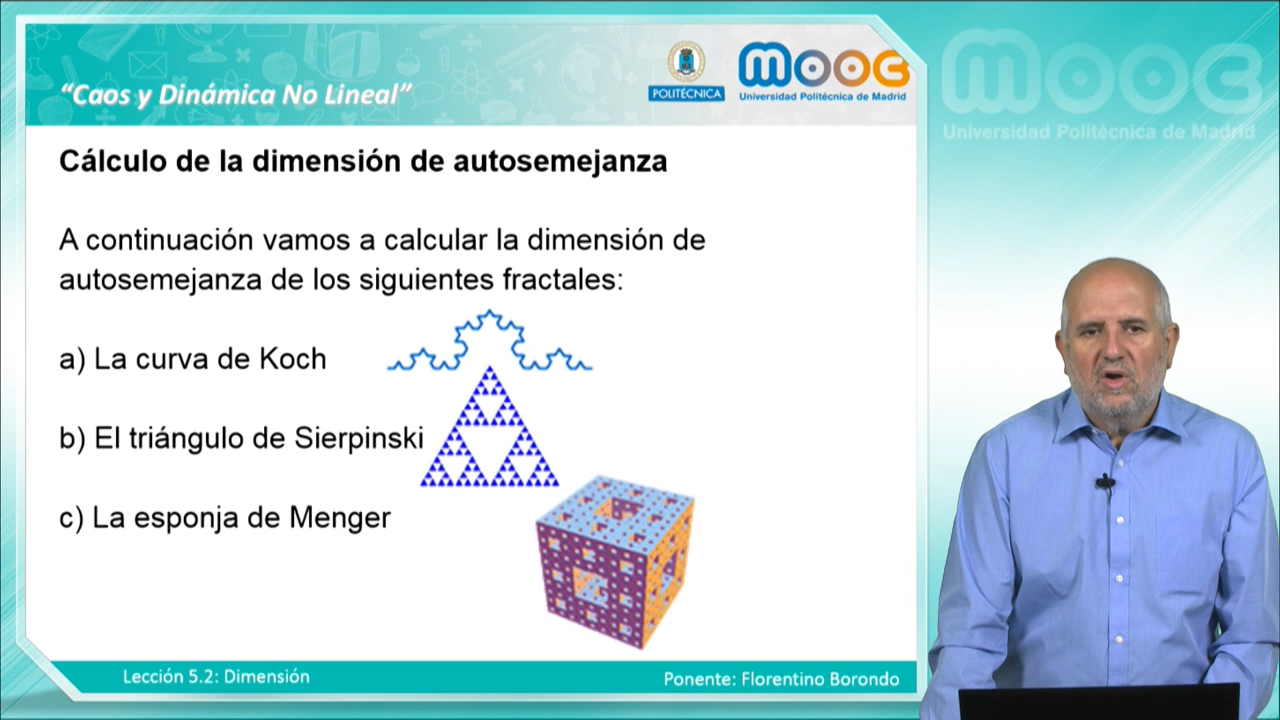 “Caos y Dinámica No Lineal”
POLITÉCNICA
mooc
Universidad Politécnica de Madrid
mooc
Universidad Politécnica de Madrid
Cálculo de la dimensión de autosemejanza
A continuación vamos a calcular la dimensión de
autosemejanza de los siguientes fractales:
a) La curva de Koch
b) El triángulo de Sierpinski
c) La esponja de Menger
Lección 5.2: Dimensión
Ponente: Florentino Borondo